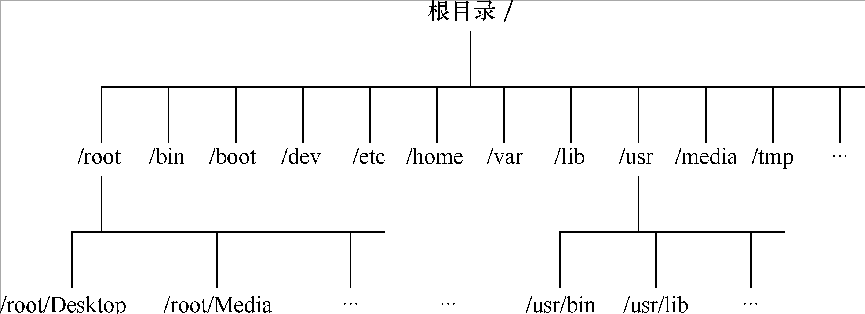 根目录 /
/root /bin /boot /dev /etc /home /var /lib /usr /media /tmp ...
/root/Desktop /root/Media ... ... /usr/bin /usr/lib ...